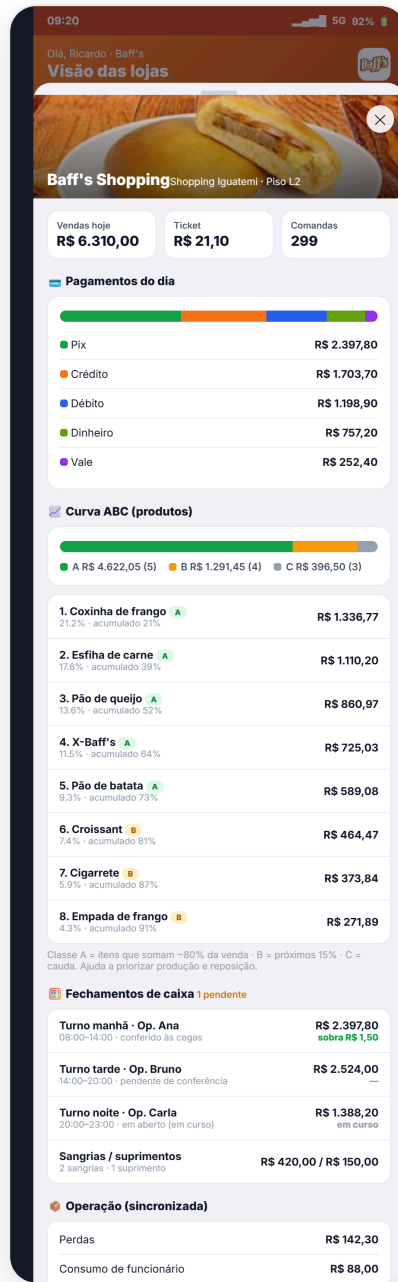 09:20
5G 92%
Olá, Ricardo · Baff's
Visão das lojas
Baff's
Baff's Shopping Shopping Iguatemi · Piso L2
Vendas hoje
R$ 6.310,00
Ticket
R$ 21,10
Comandas
299
Pagamentos do dia
Pix R$ 2.397,80
Crédito R$ 1.703,70
Débito R$ 1.198,90
Dinheiro R$ 757,20
Vale R$ 252,40
Curva ABC (produtos)
A R$ 4.622,05 (5) B R$ 1.291,45 (4) C R$ 396,50 (3)
1. Coxinha de frango A R$ 1.336,77
21.2% · acumulado 21%
2. Esfiha de carne A R$ 1.110,20
17.6% · acumulado 39%
3. Pão de queijo A R$ 860,97
13.6% · acumulado 52%
4. X-Baff's A R$ 725,03
11.5% · acumulado 64%
5. Pão de batata A R$ 589,08
9.3% · acumulado 73%
6. Croissant B R$ 464,47
7.4% · acumulado 81%
7. Cigarrete B R$ 373,84
5.9% · acumulado 87%
8. Empada de frango B R$ 271,89
4.3% · acumulado 91%
Classe A = itens que somam ~80% da venda · B = próximos 15% · C =
cauda. Ajuda a priorizar produção e reposição.
Fechamentos de caixa 1 pendente
Turno manhã · Op. Ana R$ 2.397,80
08:00–14:00 · conferido às cegas sobra R$ 1,50
Turno tarde · Op. Bruno R$ 2.524,00
14:00–20:00 · pendente de conferência —
Turno noite · Op. Carla R$ 1.388,20
20:00–23:00 · em aberto (em curso) em curso
Sangrias / suprimentos R$ 420,00 / R$ 150,00
2 sangrias · 1 suprimento
Operação (sincronizada)
Perdas R$ 142,30
Consumo de funcionário R$ 88,00